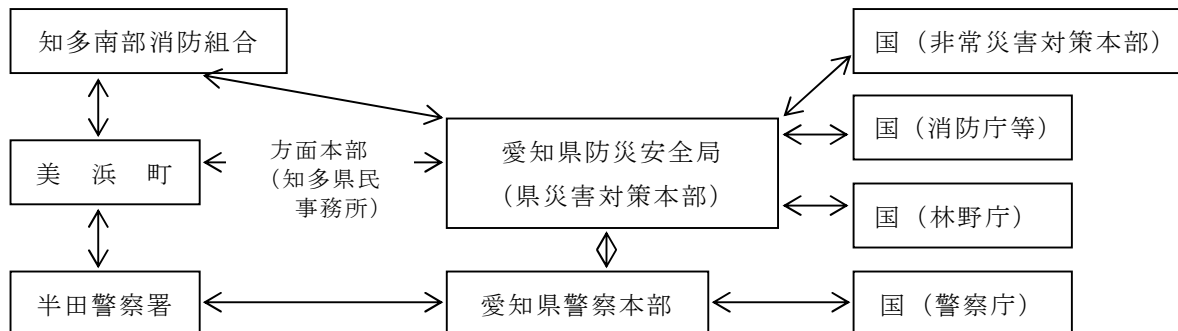 知多南部消防組合
国（非常災害対策本部）
国（消防庁等）
美　浜　町
方面本部
（知多県民
事務所）
愛知県防災安全局
（県災害対策本部）
国（林野庁）
半田警察署
愛知県警察本部
国（警察庁）